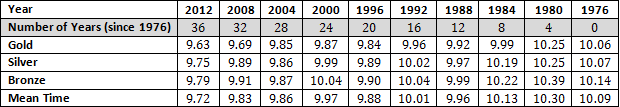 Year 2012 2008 2004 2000 1996 1992 1988 1984 1980 1976
Number of Years (since 1976) 36 32 28 24 20 16 12 8 4 0
Gold 9.63 9.69 9.85 9.87 9.84 9.96 9.92 9.99 10.25 10.06
Silver 9.75 9.89 9.86 9.99 9.89 10.02 9.97 10.19 10.25 10.07
Bronze 9.79 9.91 9.87 10.04 9.90 10.04 9.99 10.22 10.39 10.14
Mean Time 9.72 9.83 9.86 9.97 9.88 10.01 9.96 10.13 10.30 10.09